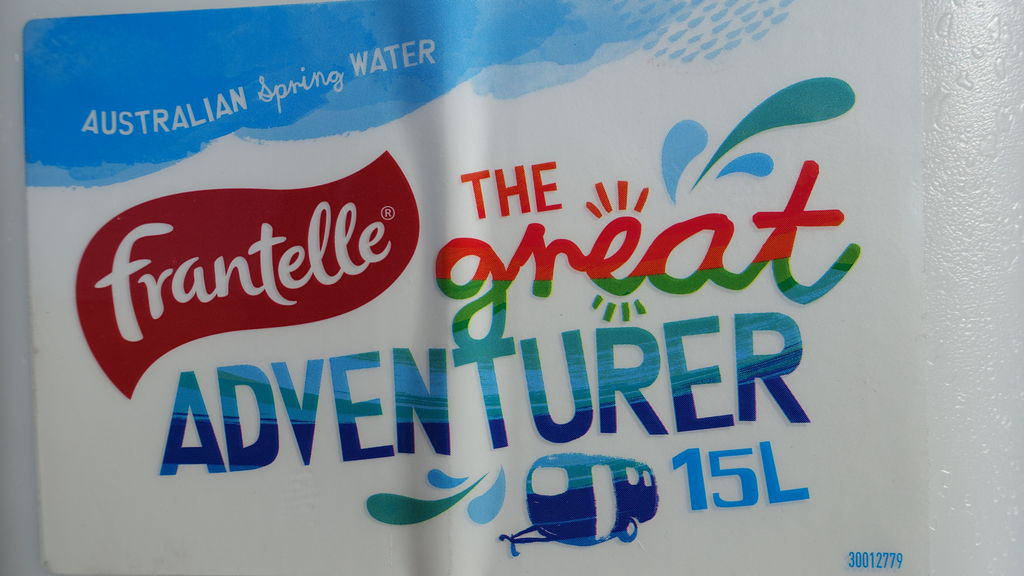 AUSTRALIAN Spring WATER
frantelle®
THE
great
ADVENTURER
15L
30012779